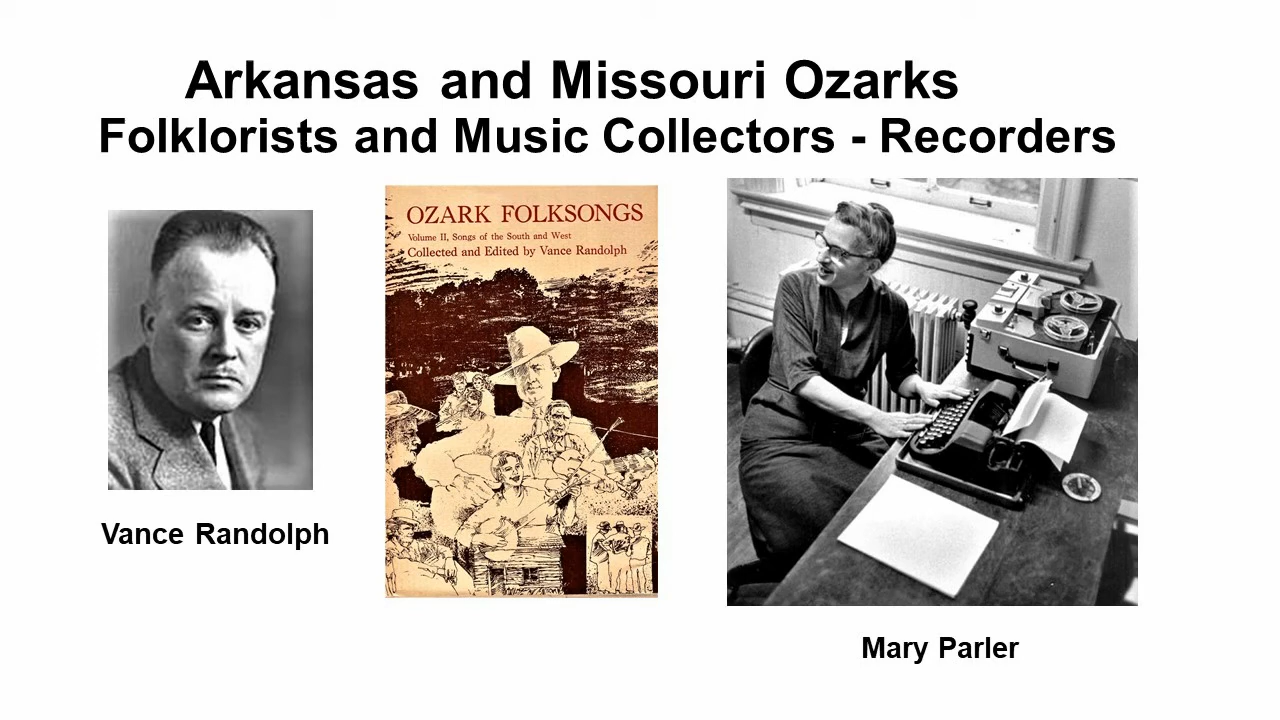 Arkansas and Missouri Ozarks
Folklorists and Music Collectors - Recorders
OZARK FOLKSONGS
Volume II, Songs of the South and West
Collected and Edited by Vance Randolph
Vance Randolph
Mary Parler